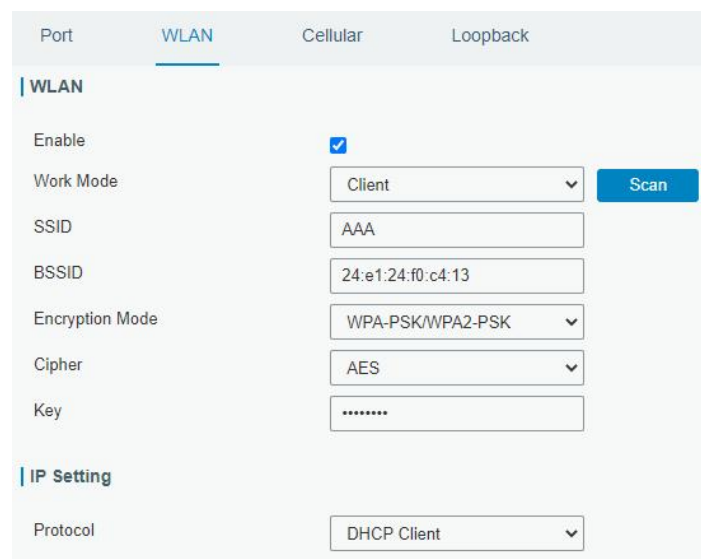 Port WLAN Cellular Loopback
WLAN
Enable
Work Mode Client Scan
SSID AAA
BSSID 24:e1:24:f0:c4:13
Encryption Mode WPA-PSK/WPA2-PSK
Cipher AES
Key ••••••••
IP Setting
Protocol DHCP Client